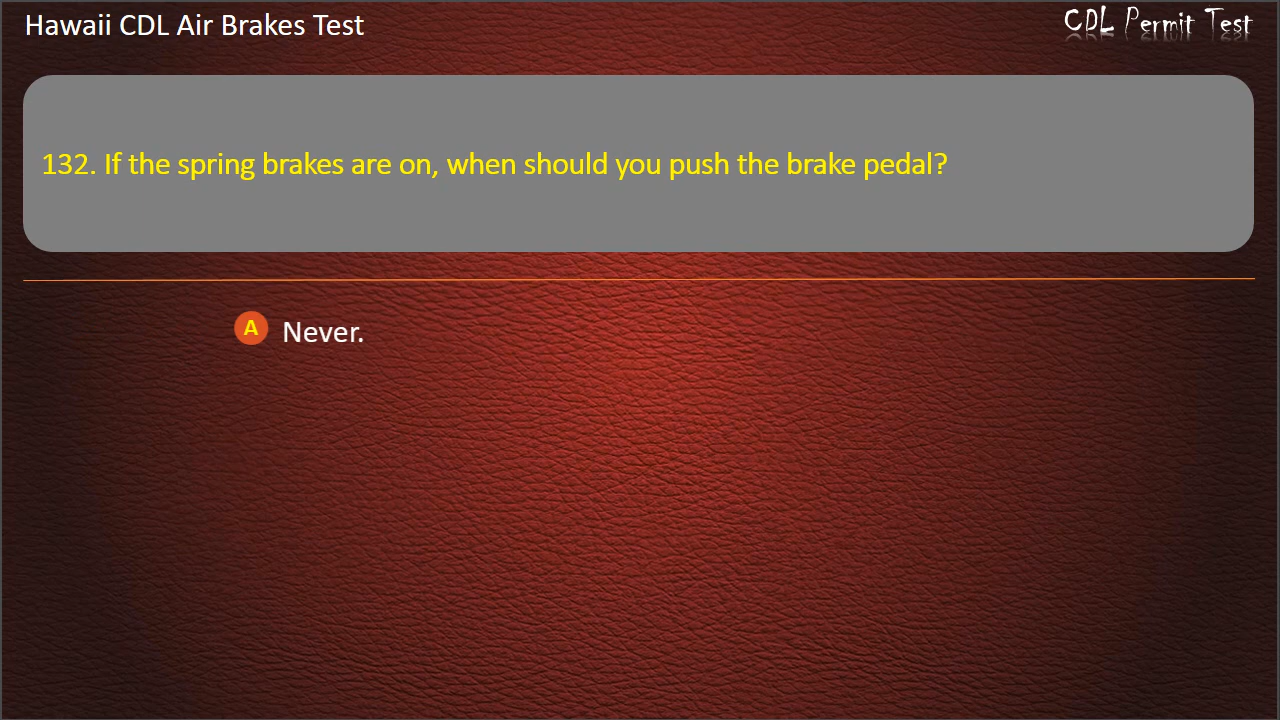 Hawaii CDL Air Brakes Test
CDL Permit Test
132. If the spring brakes are on, when should you push the brake pedal?
A Never.